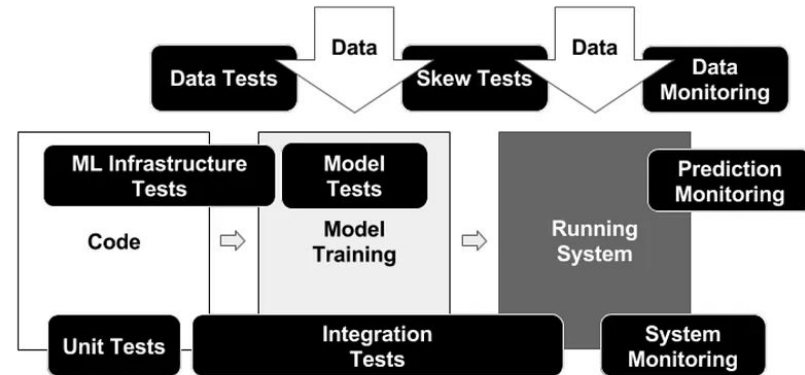 Data
Data
Data Tests
Skew Tests
Data
Monitoring
ML Infrastructure
Tests
Model
Tests
Prediction
Monitoring
Code
Model
Training
Running
System
Unit Tests
Integration
Tests
System
Monitoring